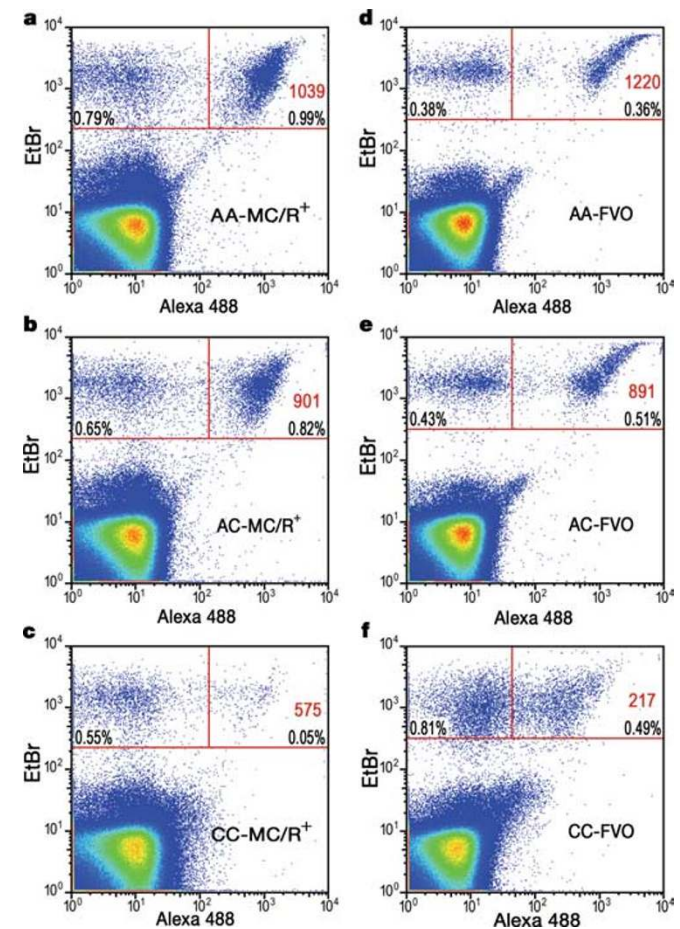 a
10⁴
10³
10²
10¹
10⁰
EtBr
1039
0.79%
0.99%
AA-MC/R⁺
10⁰ 10¹ 10² 10³ 10⁴
Alexa 488
d
10⁴
10³
10²
10¹
10⁰
EtBr
1220
0.38%
0.36%
AA-FVO
10⁰ 10¹ 10² 10³ 10⁴
Alexa 488
b
10⁴
10³
10²
10¹
10⁰
EtBr
901
0.65%
0.82%
AC-MC/R⁺
10⁰ 10¹ 10² 10³ 10⁴
Alexa 488
e
10⁴
10³
10²
10¹
10⁰
EtBr
891
0.43%
0.51%
AC-FVO
10⁰ 10¹ 10² 10³ 10⁴
Alexa 488
c
10⁴
10³
10²
10¹
10⁰
EtBr
575
0.55%
0.05%
CC-MC/R⁺
10⁰ 10¹ 10² 10³ 10⁴
Alexa 488
f
10⁴
10³
10²
10¹
10⁰
EtBr
217
0.81%
0.49%
CC-FVO
10⁰ 10¹ 10² 10³ 10⁴
Alexa 488